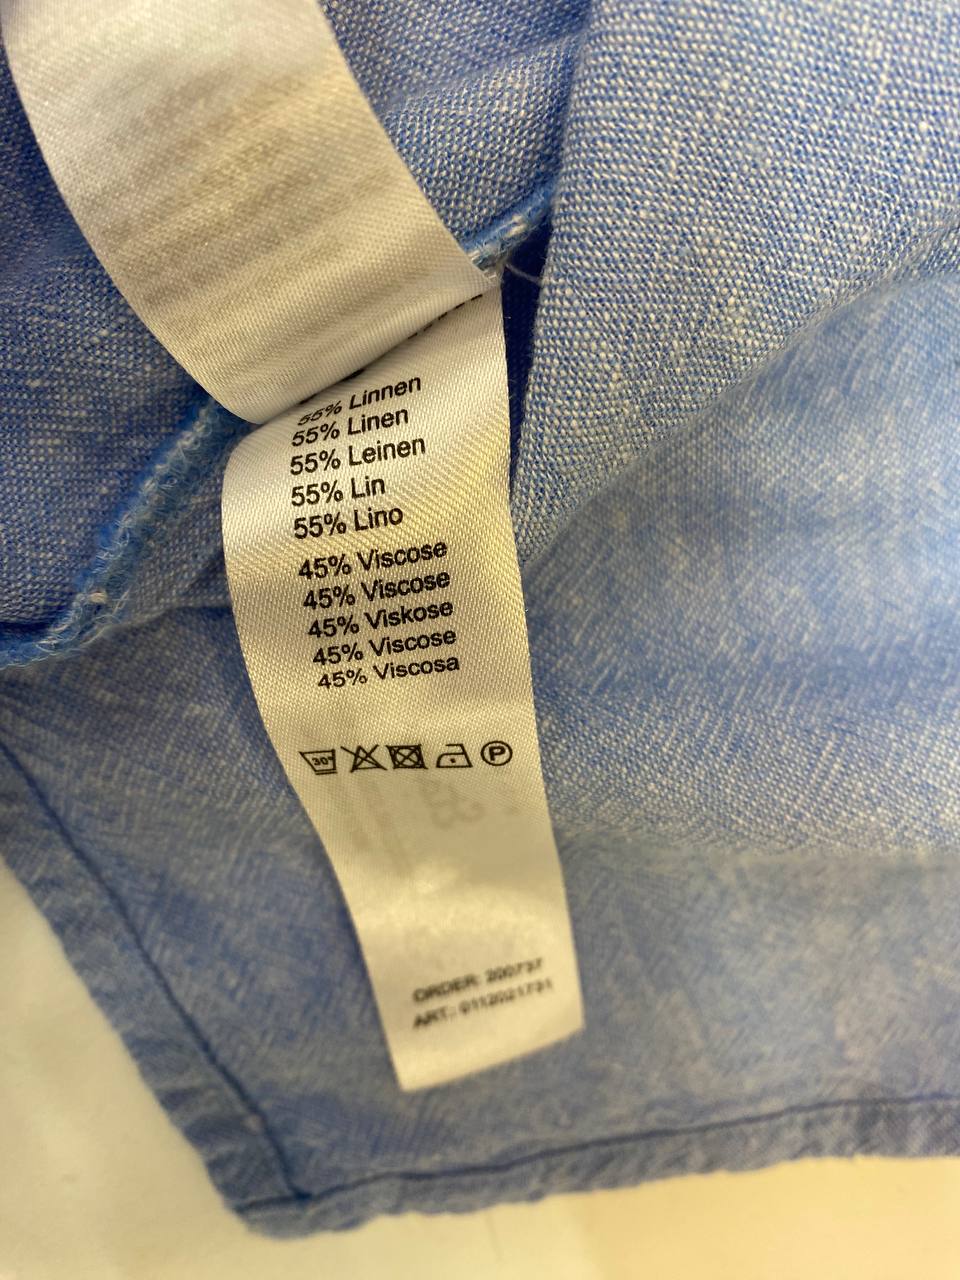 55% Linnen
55% Linen
55% Leinen
55% Lin
55% Lino
45% Viscose
45% Viscose
45% Viskose
45% Viscose
45% Viscosa
30°
P
ORDER: 200737
ART.: 0112021731